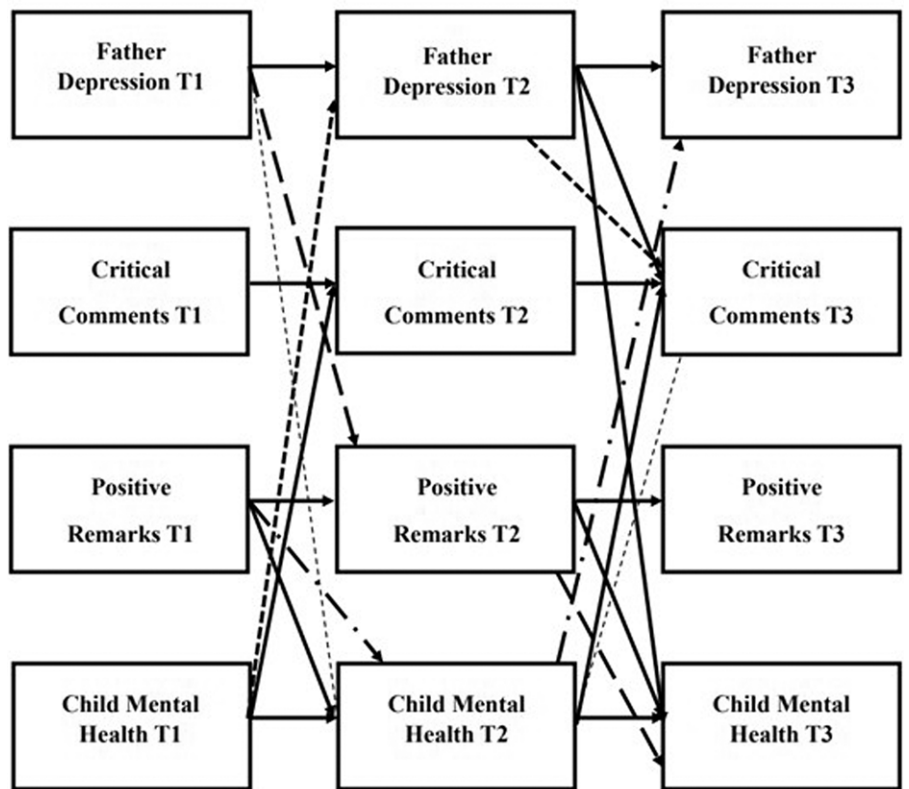 Father
Depression T1
Father
Depression T2
Father
Depression T3
Critical
Comments T1
Critical
Comments T2
Critical
Comments T3
Positive
Remarks T1
Positive
Remarks T2
Positive
Remarks T3
Child Mental
Health T1
Child Mental
Health T2
Child Mental
Health T3